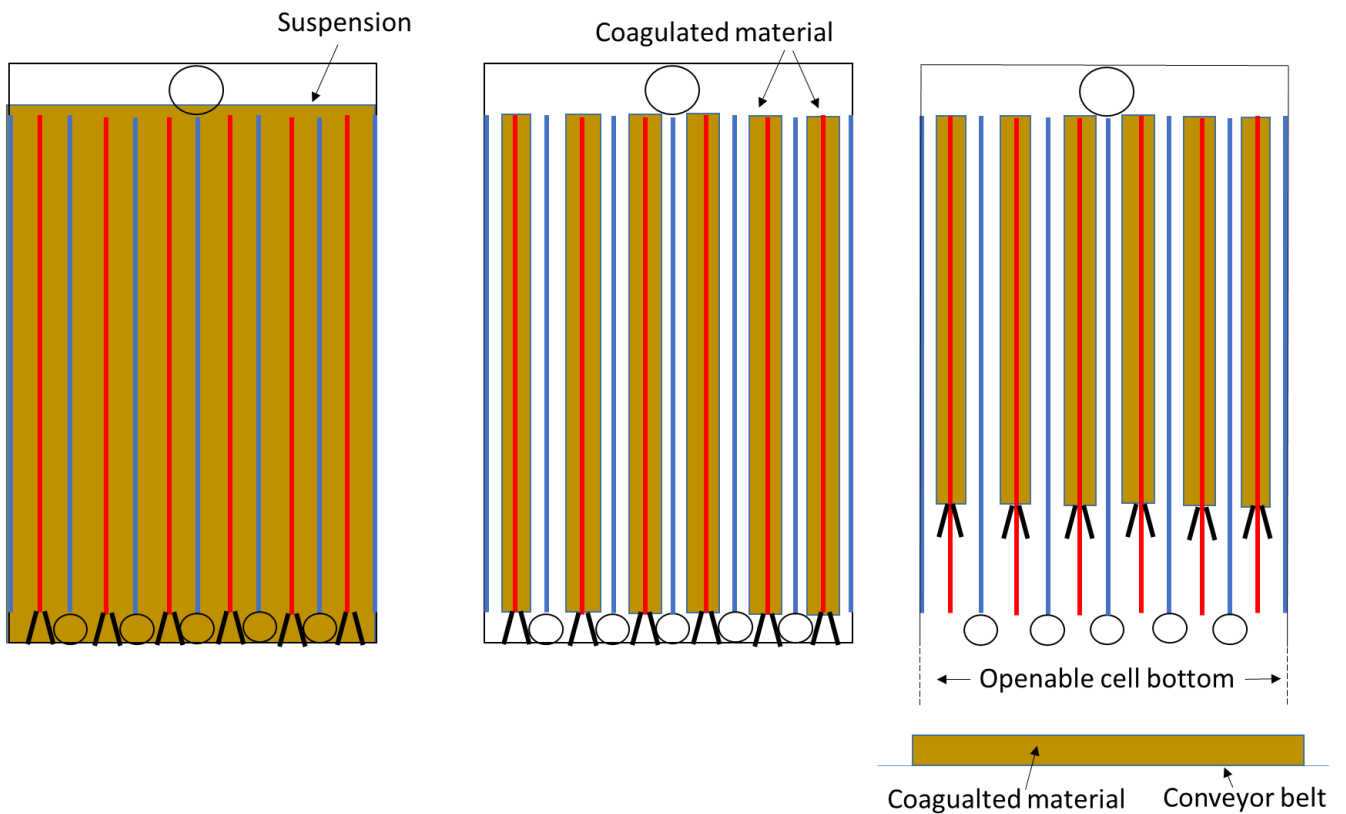 Suspension
Coagulated material
Openable cell bottom
Coagualted material
Conveyor belt